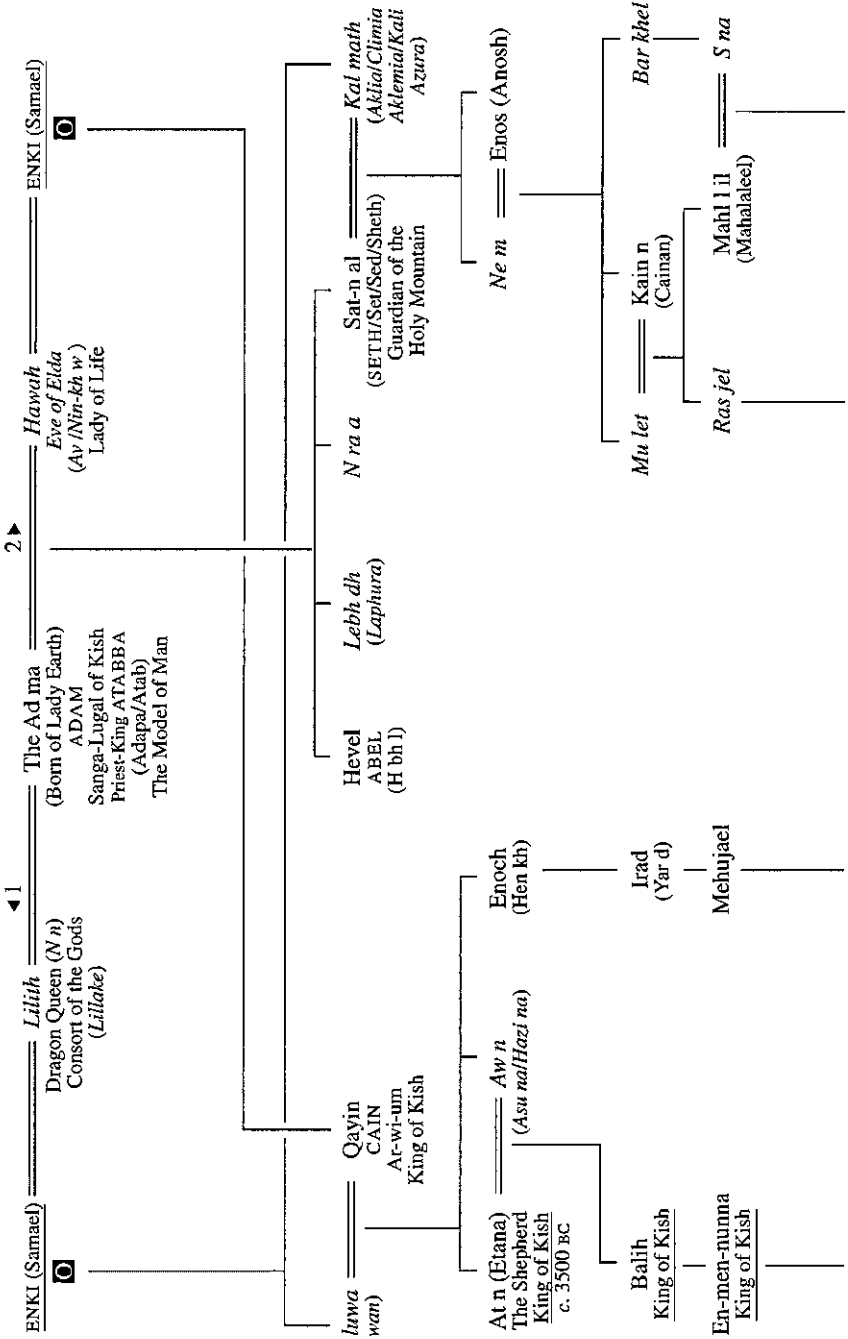 ◄1
2►
ENKI (Samael)
O
Lilith
Dragon Queen (N n)
Consort of the Gods
(Lillake)
The Ad ma
(Born of Lady Earth)
ADAM
Sanga-Lugal of Kish
Priest-King ATABBA
(Adapa/Atab)
The Model of Man
Hawah
Eve of Elda
(Av /Nin-kh w )
Lady of Life
ENKI (Samael)
O
luwa
wan)
Qayin
CAIN
Ar-wi-um
King of Kish
Hevel
ABEL
(H bh l)
Lebh dh
(Laphura)
N ra a
Sat-n al
(SETH/Set/Sed/Sheth)
Guardian of the
Holy Mountain
Kal math
(Aklia/Climia
Aklemia/Kali
Azura)
At n (Etana)
The Shepherd
King of Kish
c. 3500 BC
Aw n
(Asu na/Hazi na)
Enoch
(Hen kh)
Ne m
Enos (Anosh)
Balih
King of Kish
Irad
(Yar d)
Mu let
Kain n
(Cainan)
Bar khel
En-men-nunna
King of Kish
Mehujael
Ras jel
Mahl l il
(Mahalaleel)
S na